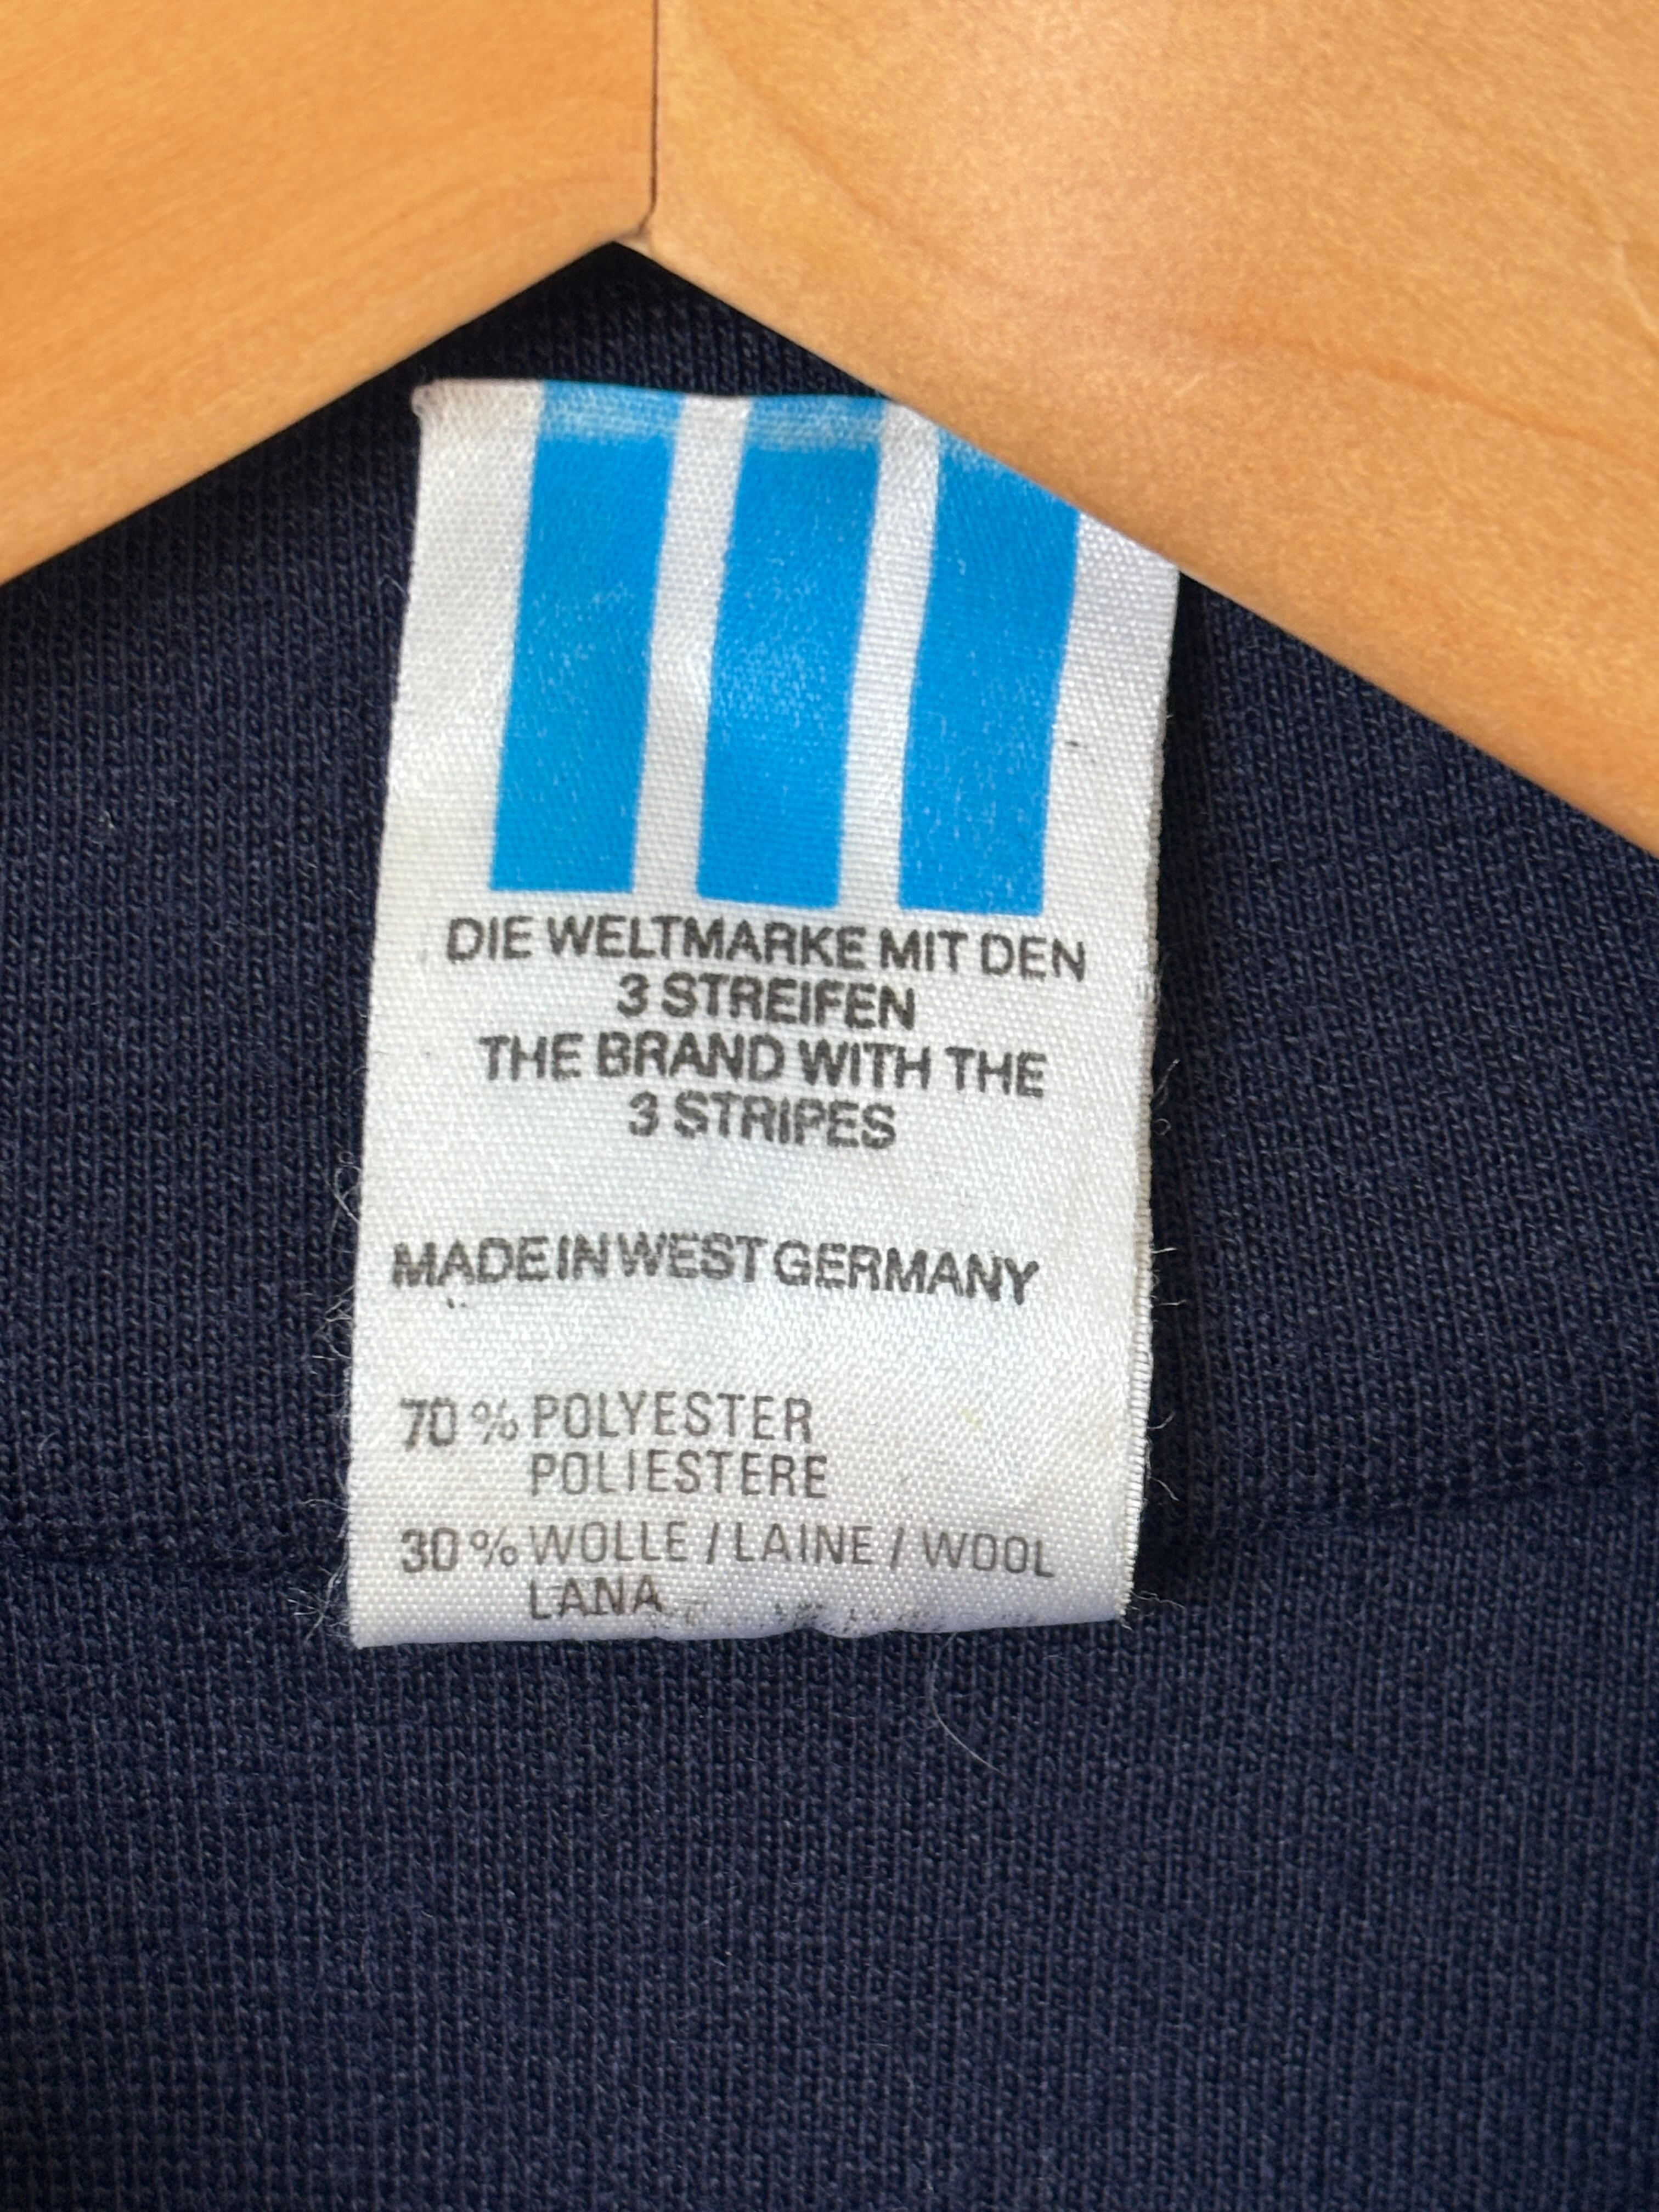 DIE WELTMARKE MIT DEN
3 STREIFEN
THE BRAND WITH THE
3 STRIPES
MADE IN WEST GERMANY
70 % POLYESTER
POLIESTERE
30 % WOLLE / LAINE / WOOL
LANA